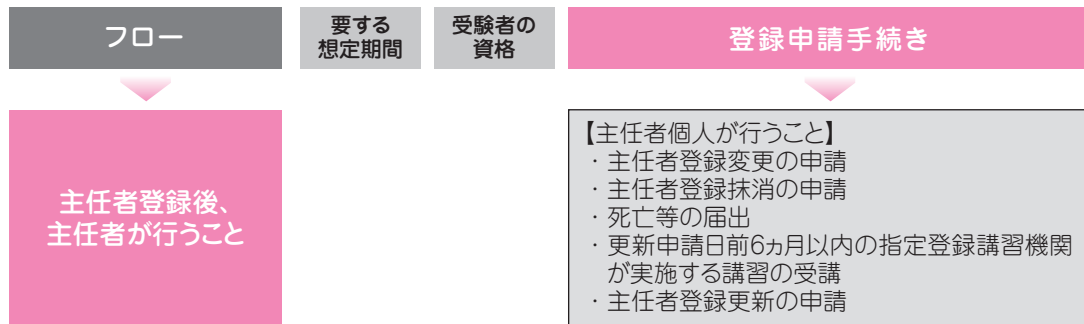 フロー
要する
想定期間
受験者の
資格
登録申請手続き
主任者登録後、
主任者が行うこと
【主任者個人が行うこと】
・主任者登録変更の申請
・主任者登録抹消の申請
・死亡等の届出
・更新申請日前6ヵ月以内の指定登録講習機関
が実施する講習の受講
・主任者登録更新の申請